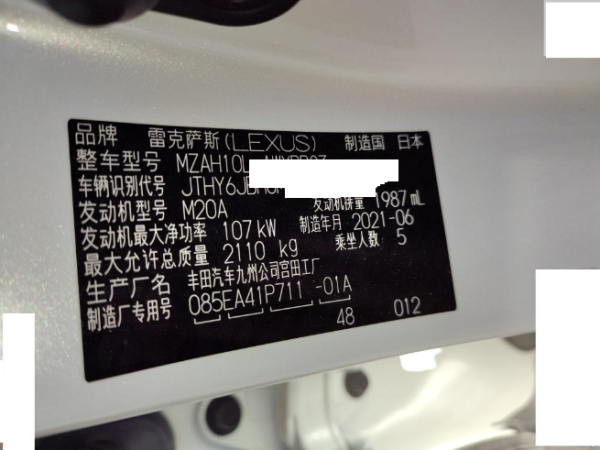 品牌 雷克萨斯(LEXUS) 制造国 日本
整车型号 MZAH10L
车辆识别代号 JTHY6JB
发动机型号 M20A 发动机排量 1987 mL
发动机最大净功率 107 kW 制造年月 2021-06
最大允许总质量 2110 kg 乘坐人数 5
生产厂名 丰田汽车九州公司宫田工厂
制造厂专用号 085EA41P711 -01A
48 012